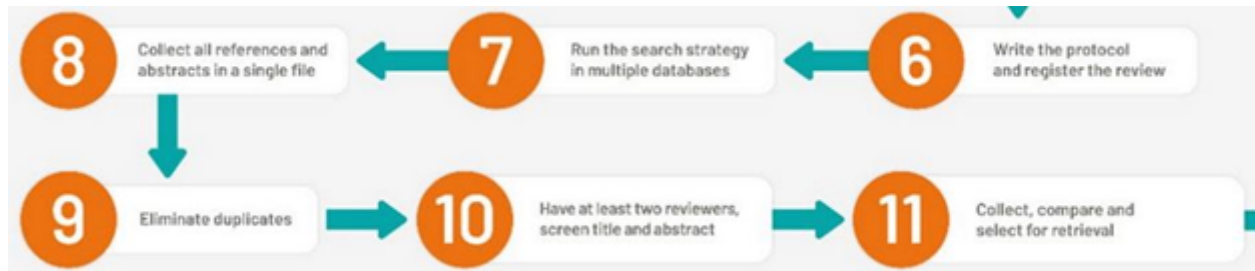 8
Collect all references and
abstracts in a single file
7
Run the search strategy
in multiple databases
6
Write the protocol
and register the review
9
Eliminate duplicates
10
Have at least two reviewers,
screen title and abstract
11
Collect, compare and
select for retrieval